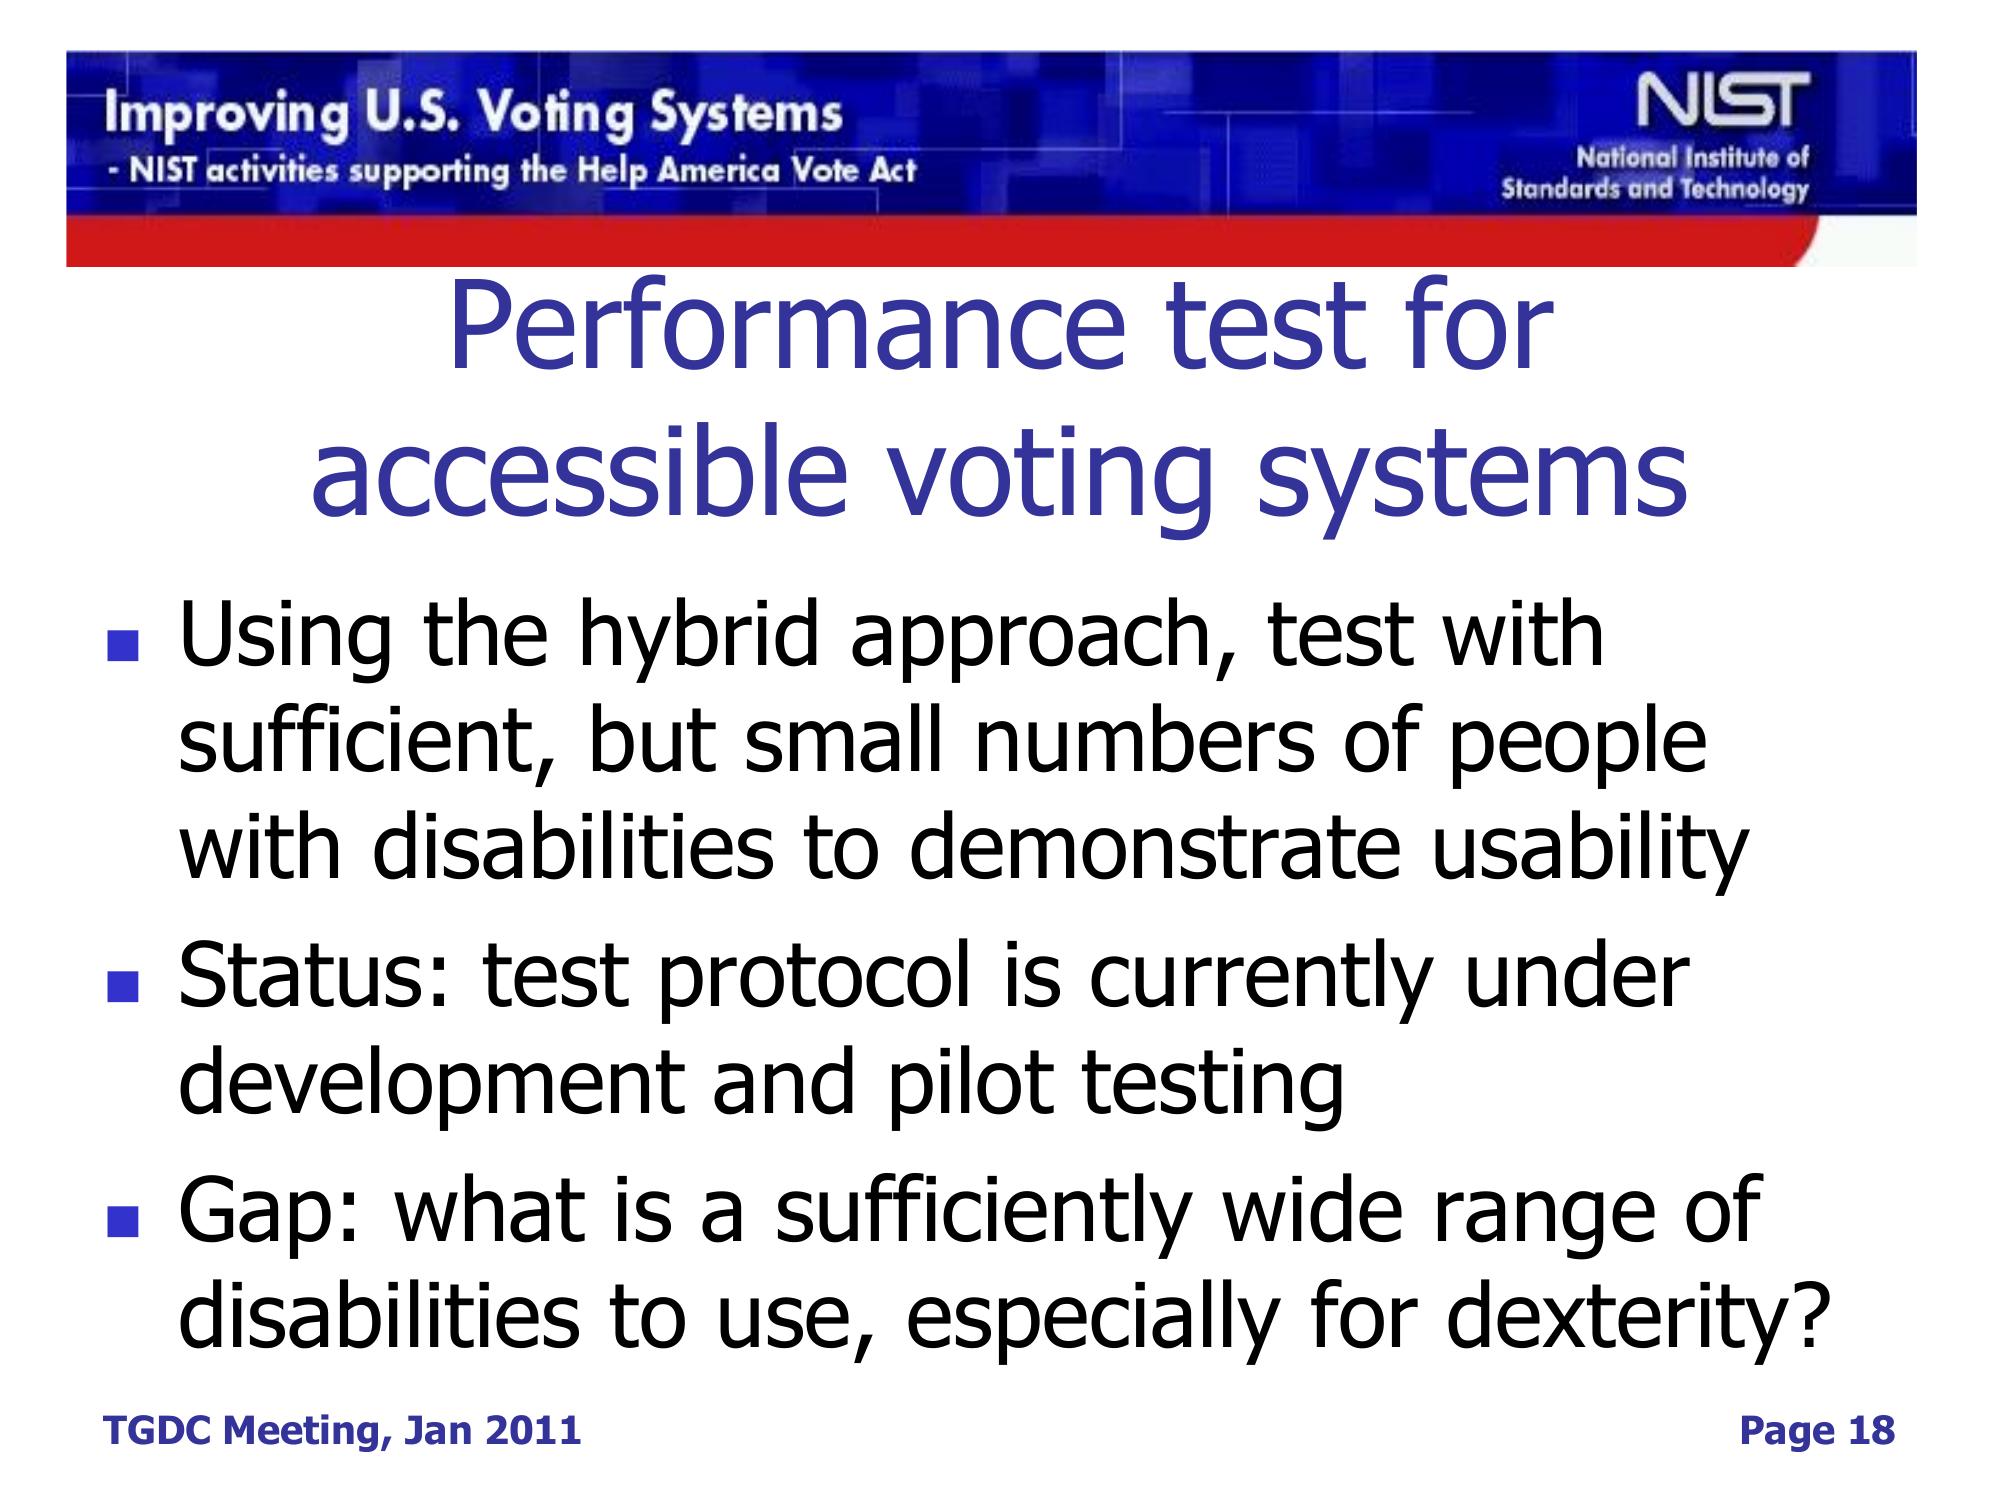 Improving U.S. Voting Systems
- NIST activities supporting the Help America Vote Act
NIST
National Institute of
Standards and Technology
Performance test for
accessible voting systems
Using the hybrid approach, test with
sufficient, but small numbers of people
with disabilities to demonstrate usability
Status: test protocol is currently under
development and pilot testing
Gap: what is a sufficiently wide range of
disabilities to use, especially for dexterity?
TGDC Meeting, Jan 2011
Page 18